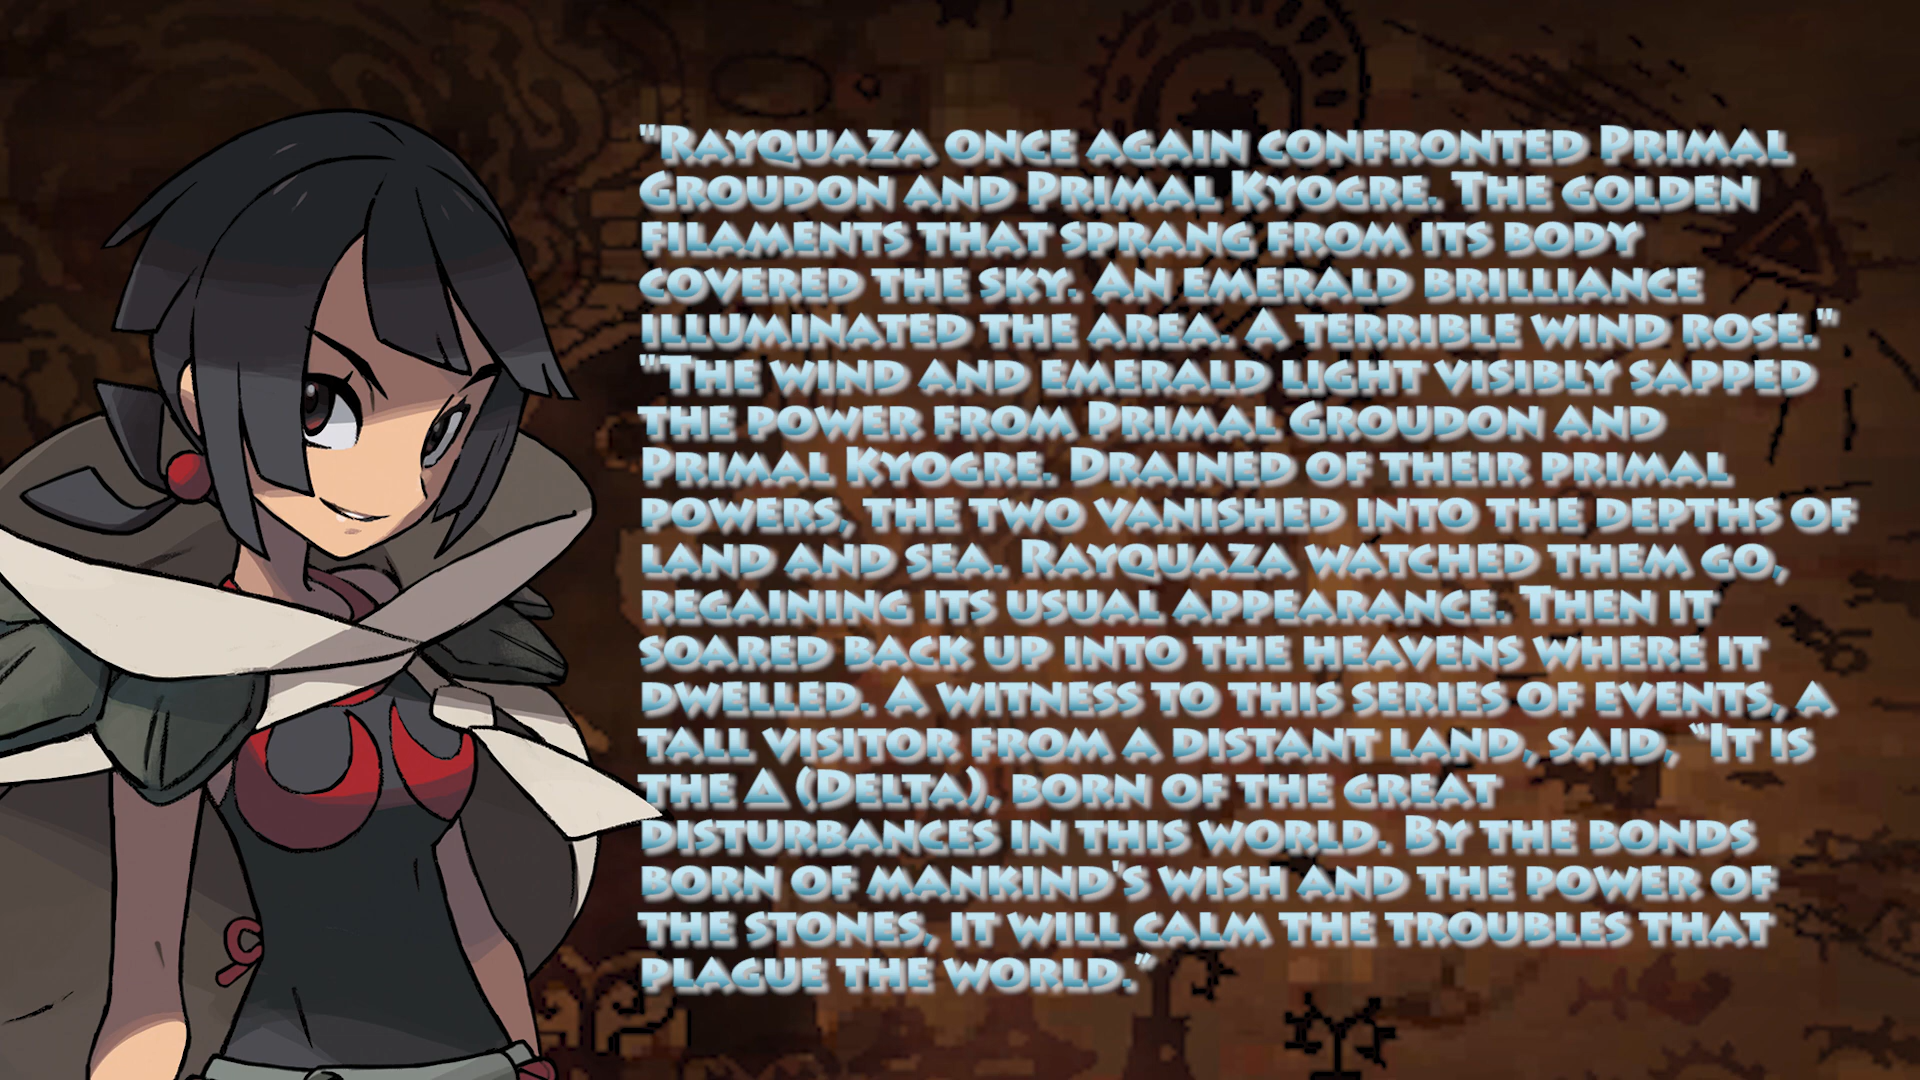 "Rayquaza once again confronted Primal
Groudon and Primal Kyogre. The golden
filaments that sprang from its body
covered the sky. An emerald brilliance
illuminated the area. A terrible wind rose."
"The wind and emerald light visibly sapped
the power from Primal Groudon and
Primal Kyogre. Drained of their primal
powers, the two vanished into the depths of
land and sea. Rayquaza watched them go,
regaining its usual appearance. Then it
soared back up into the heavens where it
dwelled. A witness to this series of events, a
tall visitor from a distant land, said, “It is
the Δ (Delta), born of the great
disturbances in this world. By the bonds
born of mankind's wish and the power of
the stones, it will calm the troubles that
plague the world.”